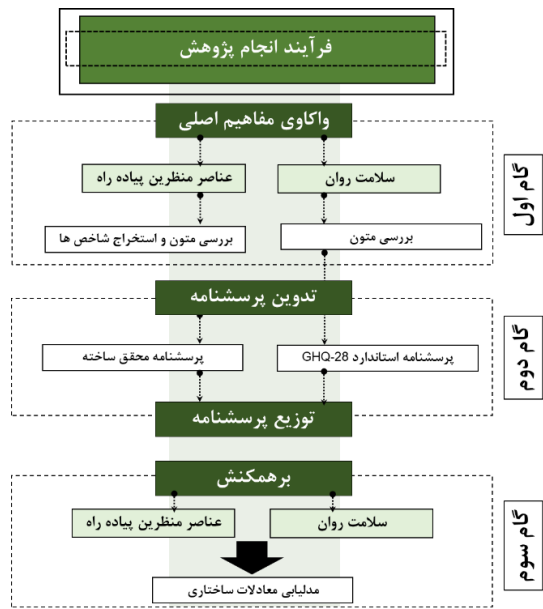 فرآیند انجام پژوهش
واکاوی مفاهیم اصلی
گام اول
سلامت روان
عناصر منظرین پیاده راه
بررسی متون
بررسی متون و استخراج شاخص ها
تدوین پرسشنامه
گام دوم
پرسشنامه استاندارد GHQ-28
پرسشنامه محقق ساخته
توزیع پرسشنامه
برهمکنش
گام سوم
سلامت روان
عناصر منظرین پیاده راه
مدلیابی معادلات ساختاری